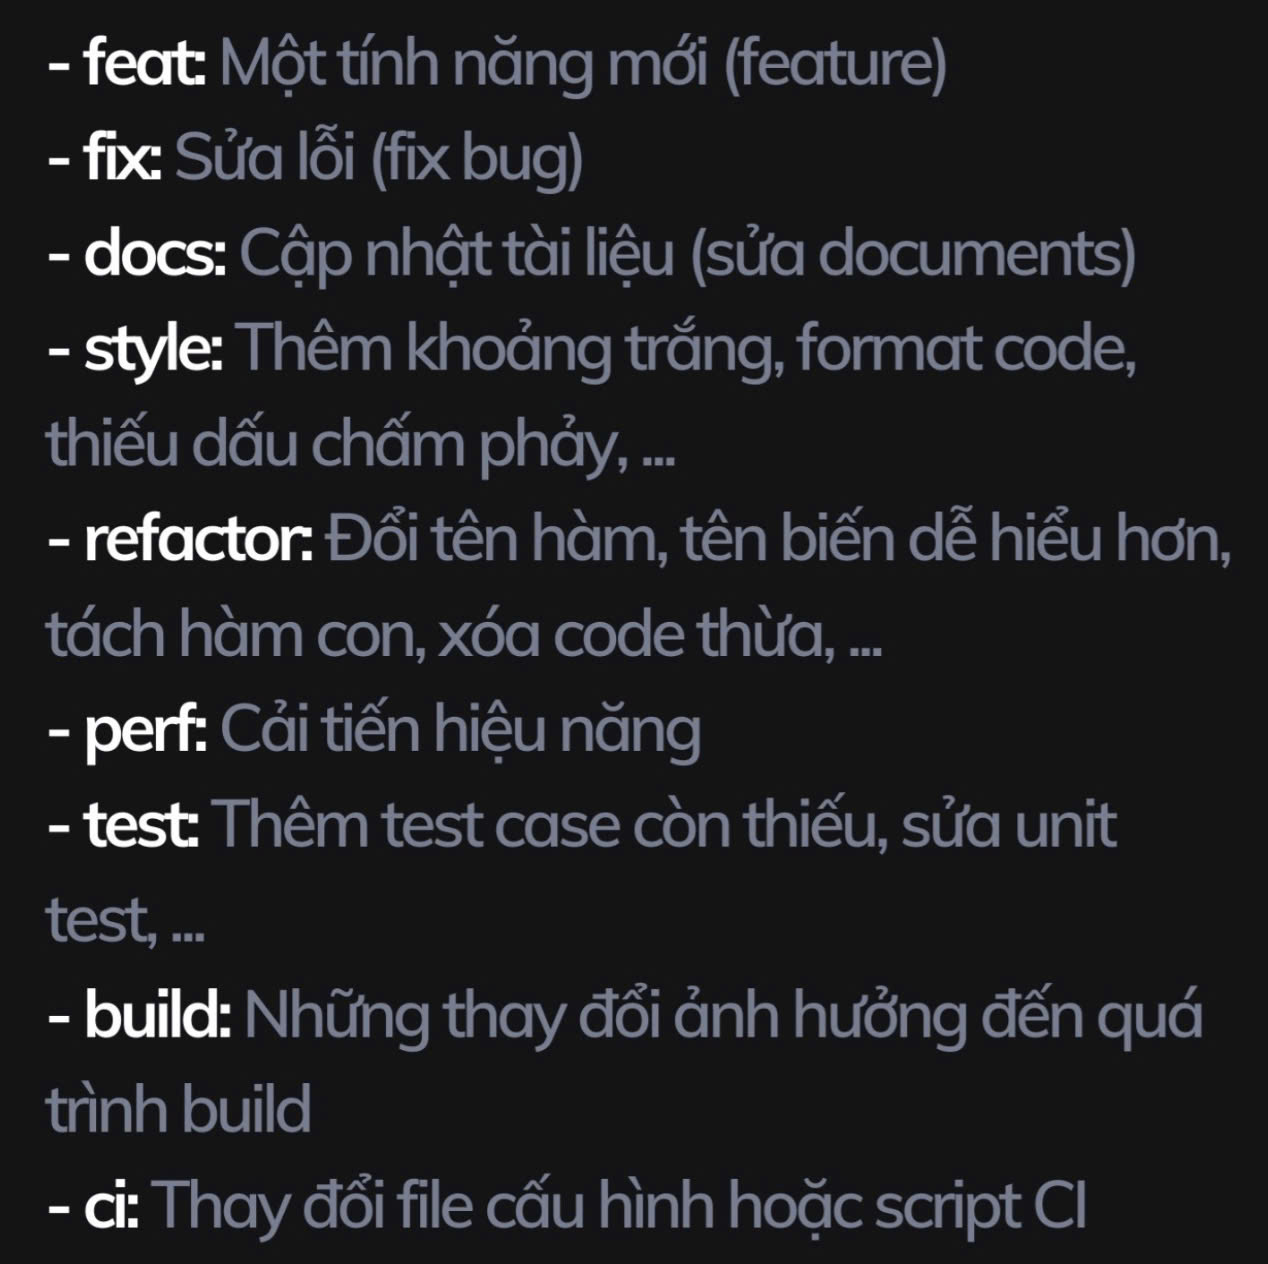 - feat: Một tính năng mới (feature)
- fix: Sửa lỗi (fix bug)
- docs: Cập nhật tài liệu (sửa documents)
- style: Thêm khoảng trắng, format code,
thiếu dấu chấm phảy, ...
- refactor: Đổi tên hàm, tên biến dễ hiểu hơn,
tách hàm con, xóa code thừa, ...
- perf: Cải tiến hiệu năng
- test: Thêm test case còn thiếu, sửa unit
test, ...
- build: Những thay đổi ảnh hưởng đến quá
trình build
- ci: Thay đổi file cấu hình hoặc script CI